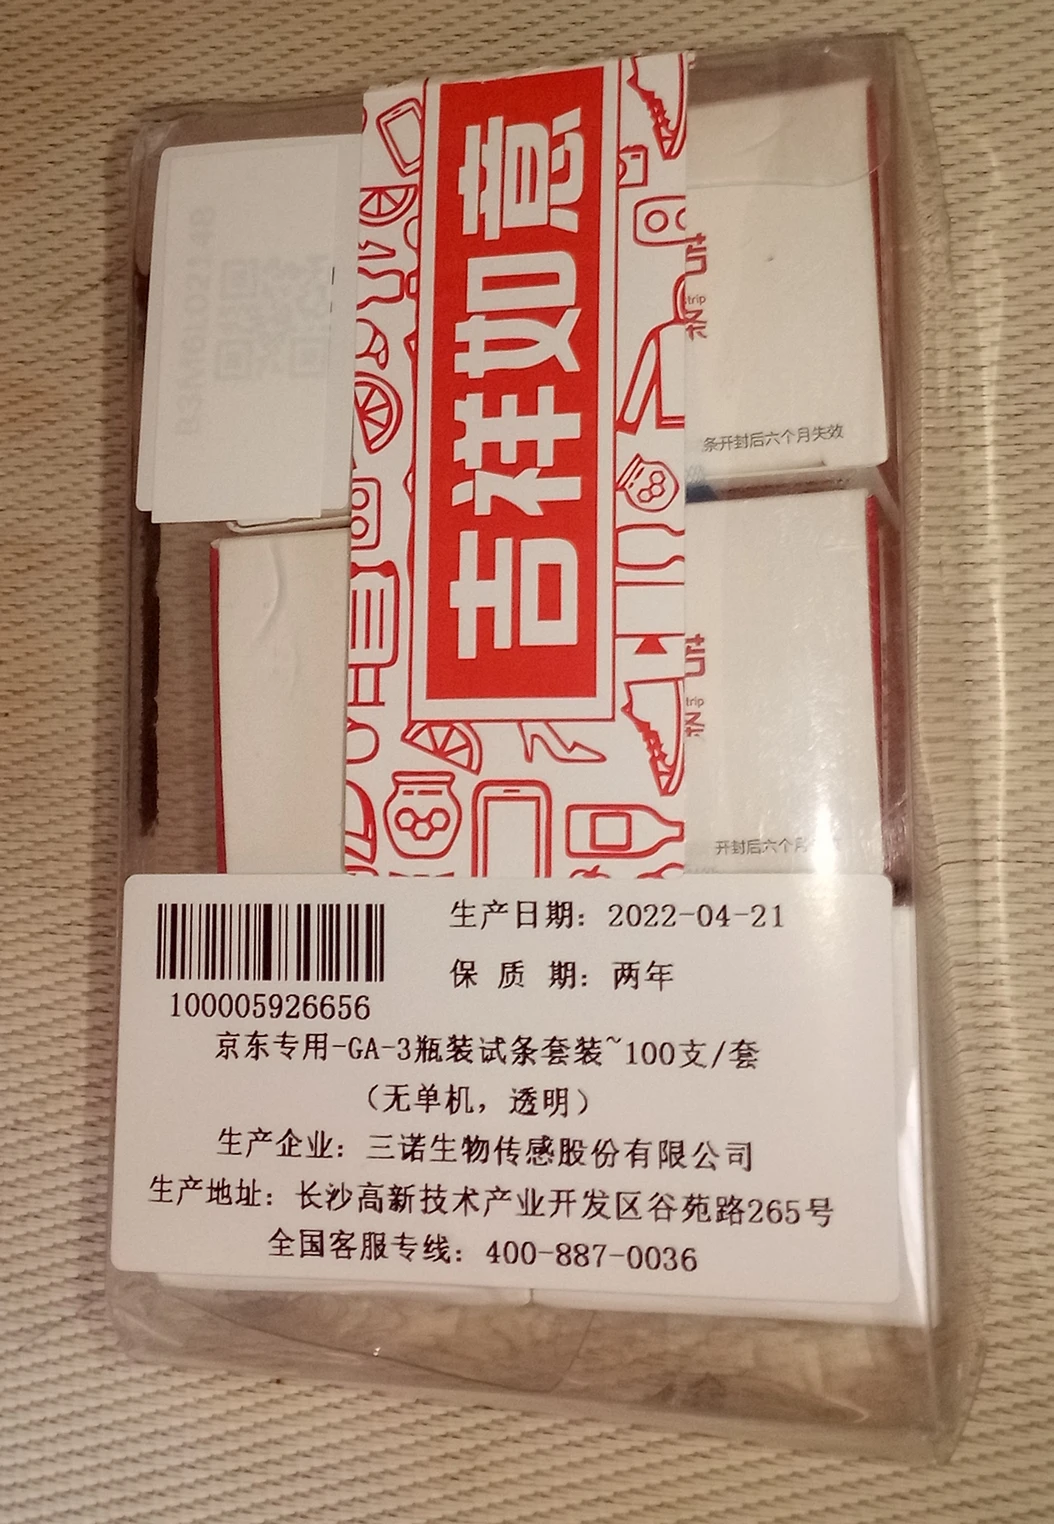 吉祥如意
strip
条开封后六个月失效
strip
开封后六个月
生产日期：2022-04-21
保 质 期：两年
100005926656
京东专用-GA-3瓶装试条套装~100支/套
（无单机，透明）
生产企业：三诺生物传感股份有限公司
生产地址：长沙高新技术产业开发区谷苑路265号
全国客服专线：400-887-0036